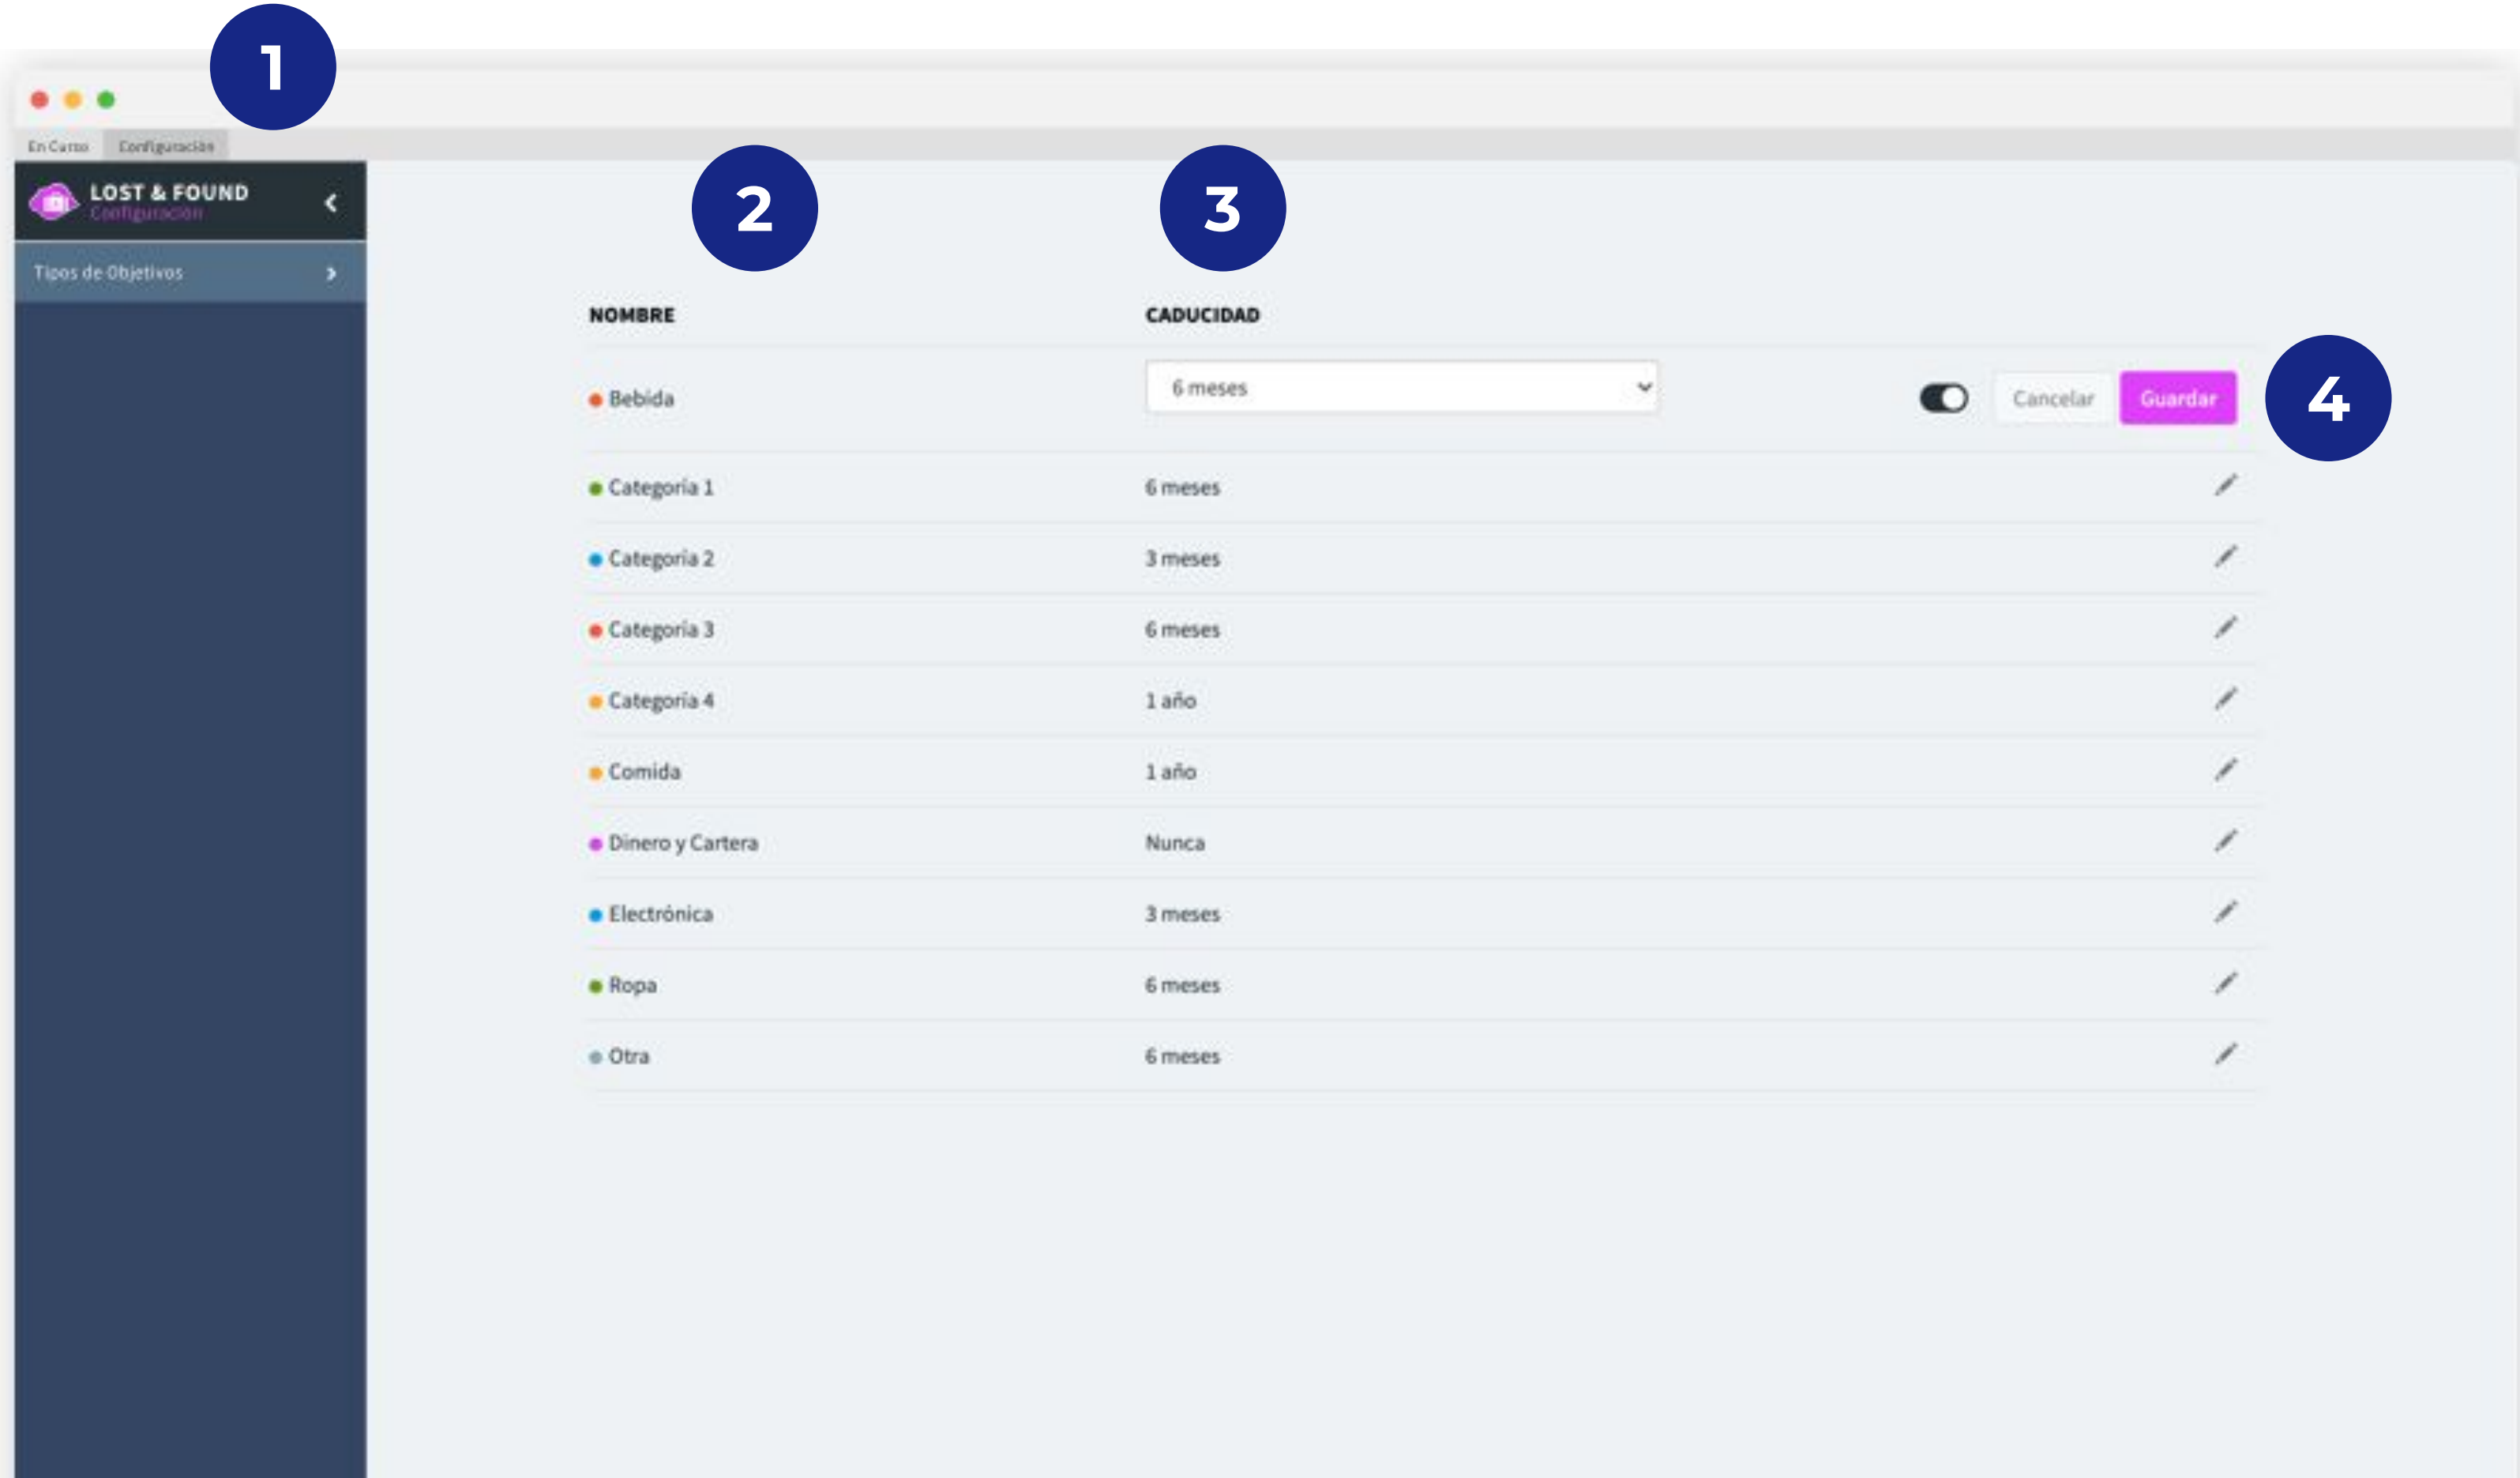 1
En Curso Configuración
2
3
LOST & FOUND
Configuración
Tipos de Objetivos
NOMBRE CADUCIDAD
Bebida 6 meses Cancelar Guardar
4
Categoría 1 6 meses
Categoría 2 3 meses
Categoría 3 6 meses
Categoría 4 1 año
Comida 1 año
Dinero y Cartera Nunca
Electrónica 3 meses
Ropa 6 meses
Otra 6 meses